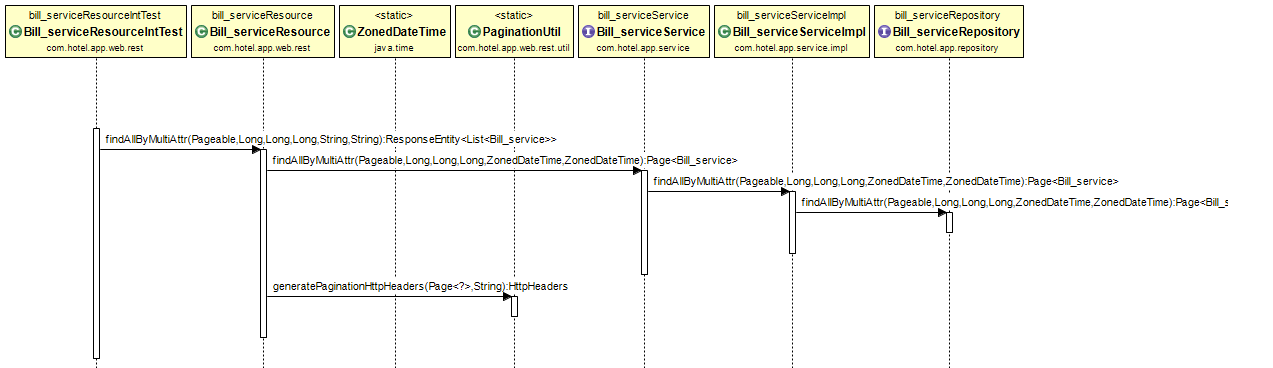 bill_serviceResourceIntTest
Bill_serviceResourceIntTest
com.hotel.app.web.rest
bill_serviceResource
Bill_serviceResource
com.hotel.app.web.rest
<static>
ZonedDateTime
java.time
<static>
PaginationUtil
com.hotel.app.web.rest.util
bill_serviceService
Bill_serviceService
com.hotel.app.service
bill_serviceServiceImpl
Bill_serviceServiceImpl
com.hotel.app.service.impl
bill_serviceRepository
Bill_serviceRepository
com.hotel.app.repository
findAllByMultiAttr(Pageable,Long,Long,Long,String,String):ResponseEntity<List<Bill_service>>
findAllByMultiAttr(Pageable,Long,Long,Long,ZonedDateTime,ZonedDateTime):Page<Bill_service>
findAllByMultiAttr(Pageable,Long,Long,Long,ZonedDateTime,ZonedDateTime):Page<Bill_service>
findAllByMultiAttr(Pageable,Long,Long,Long,ZonedDateTime,ZonedDateTime):Page<Bill_s
generatePaginationHttpHeaders(Page<?>,String):HttpHeaders